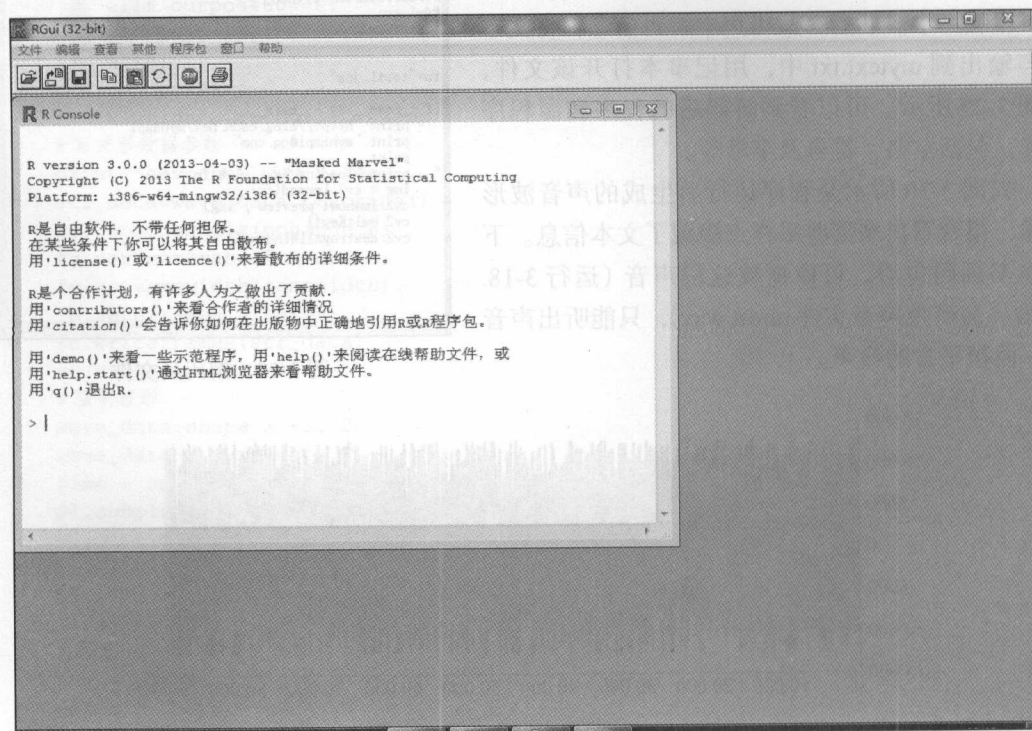 RGui (32-bit)
文件 编辑 查看 其他 程序包 窗口 帮助
R Console
R version 3.0.0 (2013-04-03) -- "Masked Marvel"
Copyright (C) 2013 The R Foundation for Statistical Computing
Platform: i386-w64-mingw32/i386 (32-bit)
R是自由软件，不带任何担保。
在某些条件下你可以将其自由散布。
用'license()'或'licence()'来看散布的详细条件。
R是个合作计划，有许多人为之做出了贡献.
用'contributors()'来看合作者的详细情况
用'citation()'会告诉你如何在出版物中正确地引用R或R程序包。
用'demo()'来看一些示范程序，用'help()'来阅读在线帮助文件，或
用'help.start()'通过HTML浏览器来看帮助文件。
用'q()'退出R.
>